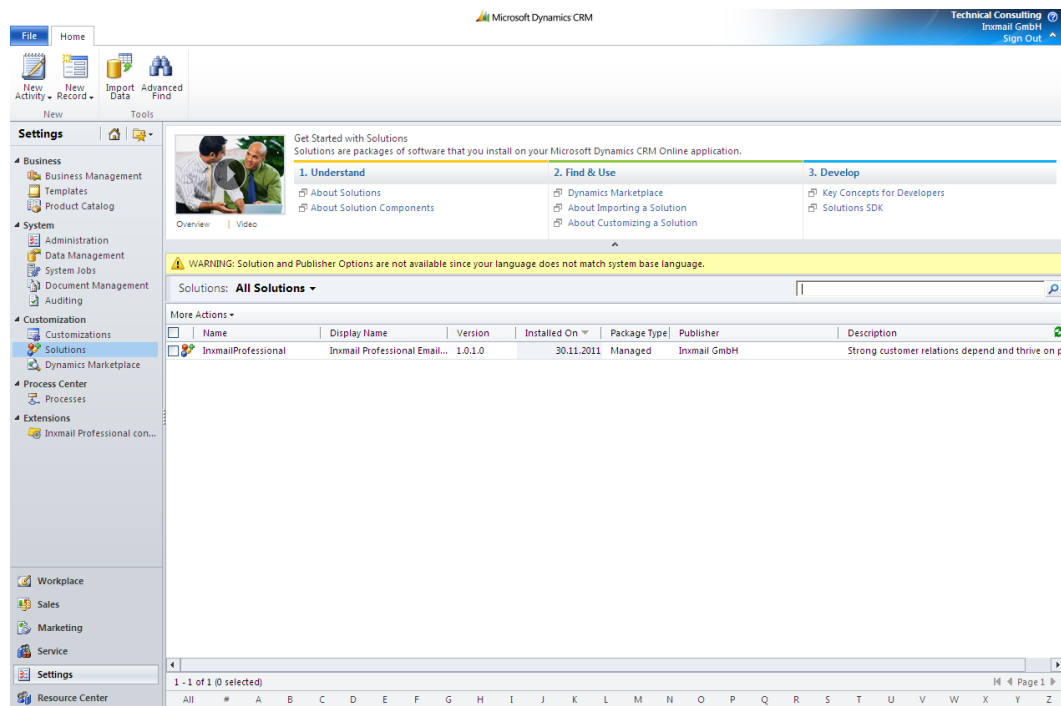 Microsoft Dynamics CRM
Technical Consulting
Inxmail GmbH
Sign Out
File
Home
New Activity
New Record
Import Data
Advanced Find
New
Tools
Settings
Business
Business Management
Templates
Product Catalog
System
Administration
Data Management
System Jobs
Document Management
Auditing
Customization
Customizations
Solutions
Dynamics Marketplace
Process Center
Processes
Extensions
Inxmail Professional con...
Workplace
Sales
Marketing
Service
Settings
Resource Center
Overview | Video
Get Started with Solutions
Solutions are packages of software that you install on your Microsoft Dynamics CRM Online application.
1. Understand
About Solutions
About Solution Components
2. Find & Use
Dynamics Marketplace
About Importing a Solution
About Customizing a Solution
3. Develop
Key Concepts for Developers
Solutions SDK
WARNING: Solution and Publisher Options are not available since your language does not match system base language.
Solutions: All Solutions
More Actions
Name Display Name Version Installed On Package Type Publisher Description
InxmailProfessional Inxmail Professional Email... 1.0.1.0 30.11.2011 Managed Inxmail GmbH Strong customer relations depend and thrive on p
1 - 1 of 1 (0 selected)
Page 1
All # A B C D E F G H I J K L M N O P Q R S T U V W X Y Z